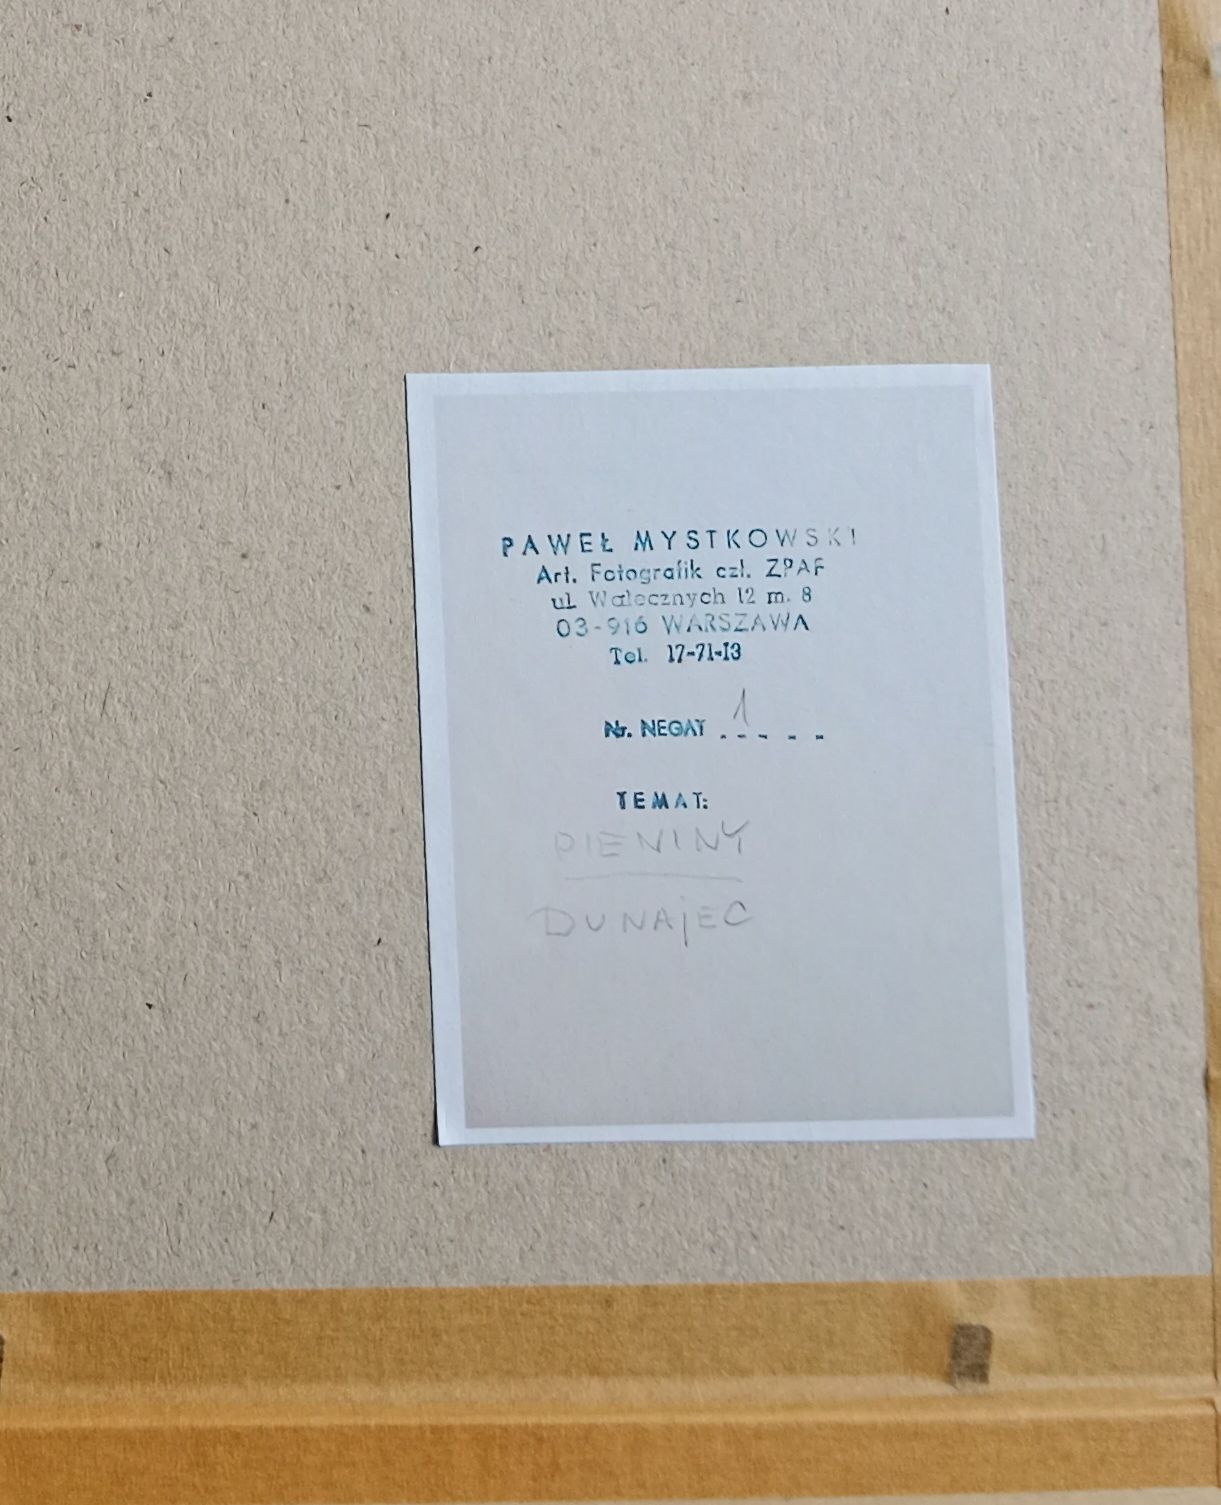 PAWEŁ MYSTKOWSKI
Art. Fotografik czł. ZPAF
ul. Walecznych 12 m. 8
03-916 WARSZAWA
Tel. 17-71-13
Nr. NEGAT 1
TEMAT:
PIENINY
DUNAJEC